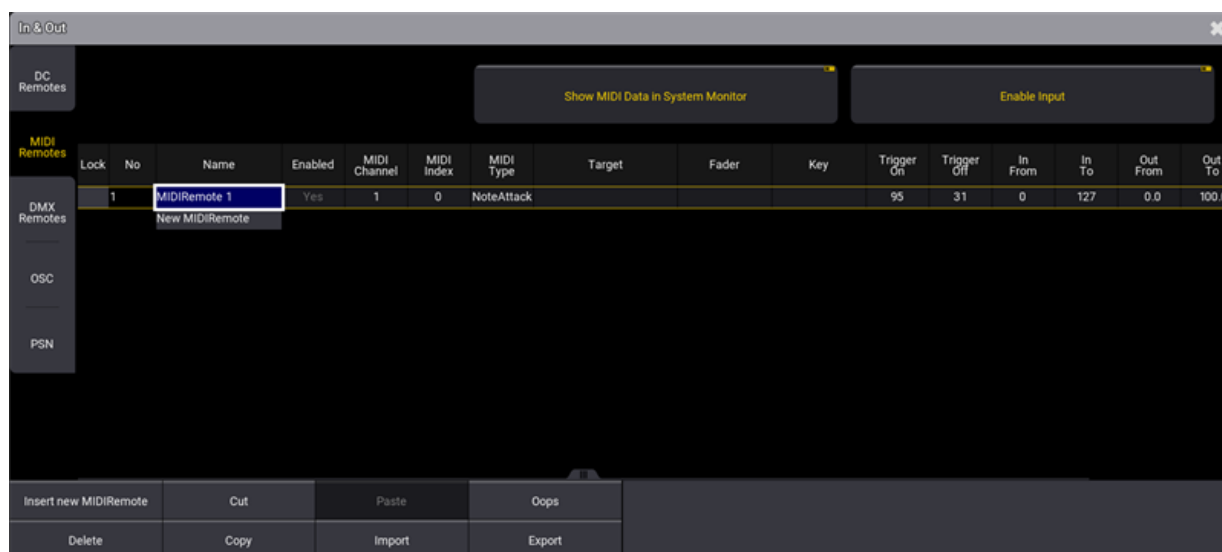 In & Out
DC
Remotes
Show MIDI Data in System Monitor
Enable Input
MIDI
Remotes
Lock No Name Enabled MIDI Channel MIDI Index MIDI Type Target Fader Key Trigger On Trigger Off In From In To Out From Out To
1 MIDIRemote 1 Yes 1 0 NoteAttack 95 31 0 127 0.0 100.
New MIDIRemote
DMX
Remotes
OSC
PSN
Insert new MIDIRemote Cut Paste Oops
Delete Copy Import Export